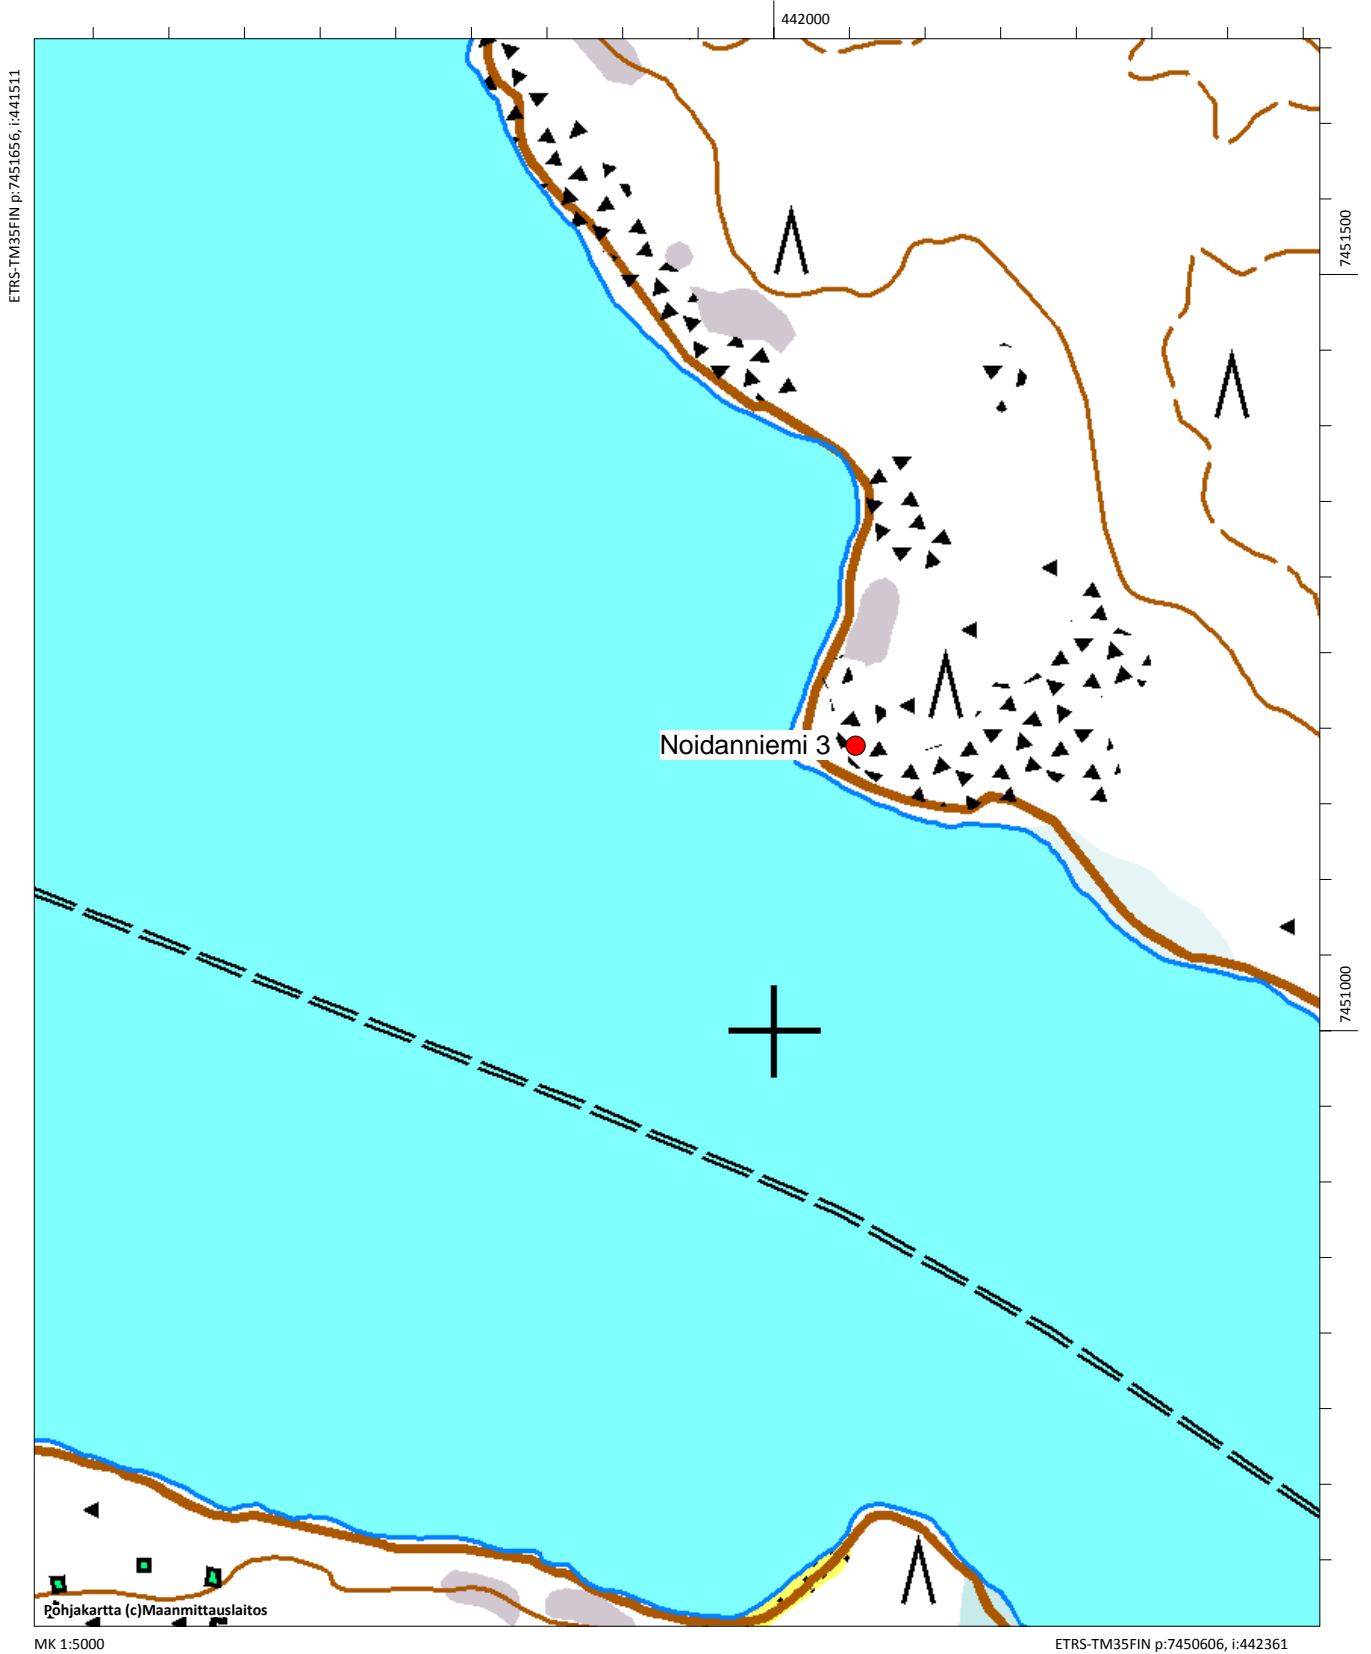 442000
ETRS-TM35FIN p:7451656, i:441511
7451500
Noidanniemi 3
7451000
Pohjakartta (c)Maanmittauslaitos
MK 1:5000
ETRS-TM35FIN p:7450606, i:442361